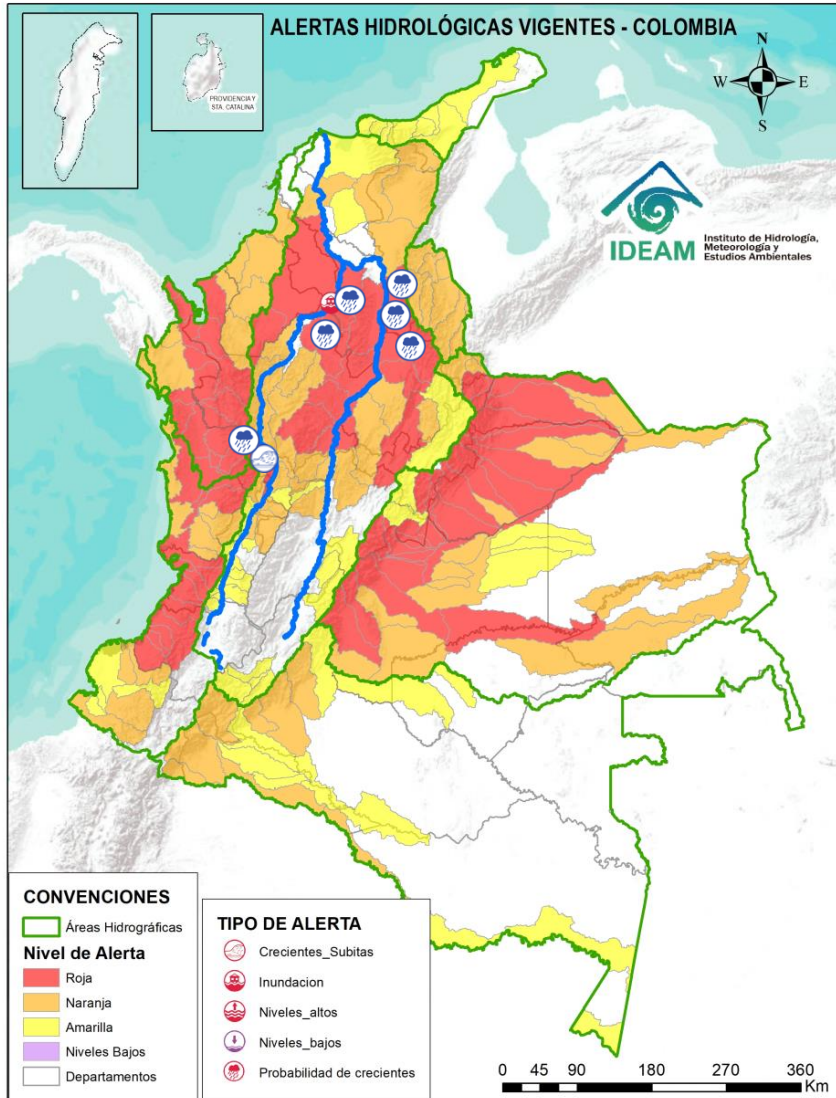 ALERTAS HIDROLÓGICAS VIGENTES - COLOMBIA
PROVIDENCIA Y
STA. CATALINA
N
W
E
S
IDEAM
Instituto de Hidrología,
Meteorología y
Estudios Ambientales
CONVENCIONES
Áreas Hidrográficas
Nivel de Alerta
Roja
Naranja
Amarilla
Niveles Bajos
Departamentos
TIPO DE ALERTA
Crecientes_Subitas
Inundacion
Niveles_altos
Niveles_bajos
Probabilidad de crecientes
0 45 90 180 270 360
Km